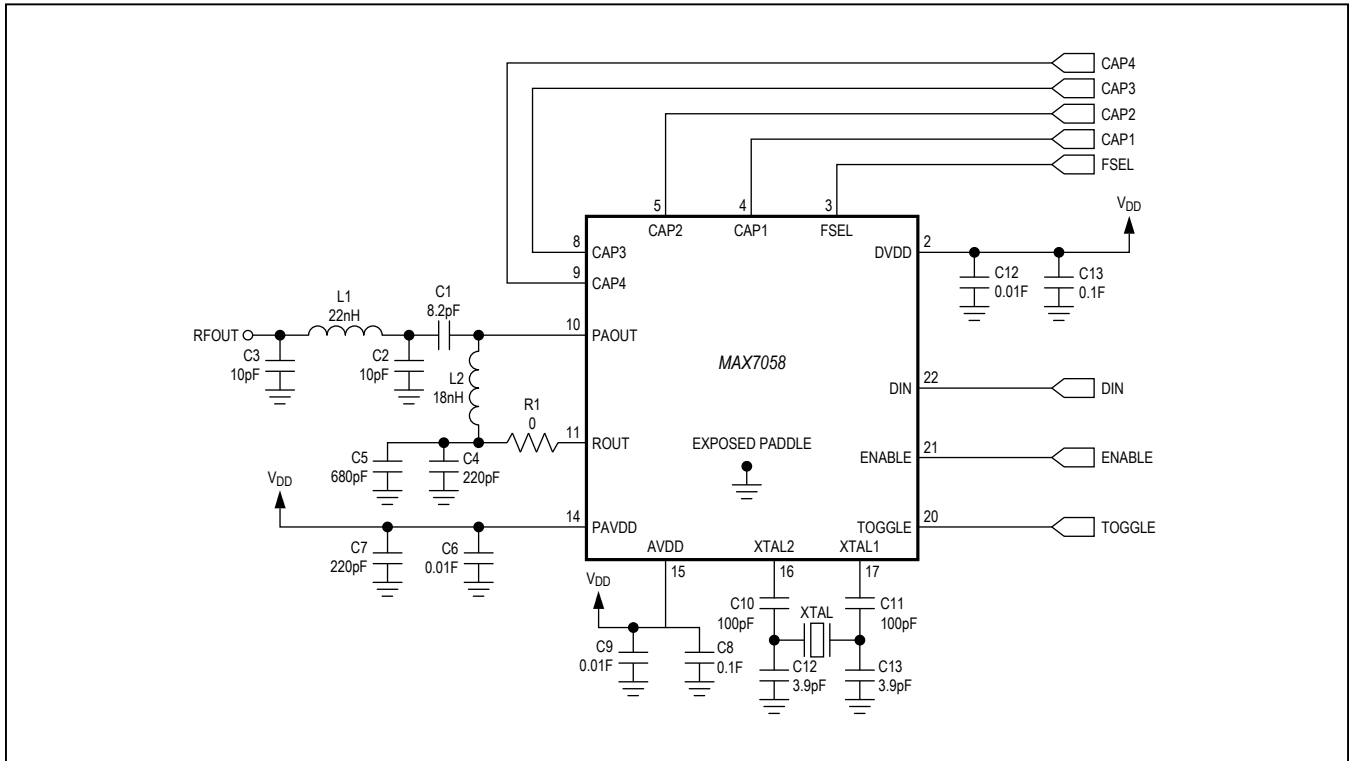 CAP4
CAP3
CAP2
CAP1
FSEL
5
4
3
CAP2
CAP1
FSEL
VDD
8
CAP3
DVDD
2
9
CAP4
C12
0.01F
C13
0.1F
L1
22nH
C1
8.2pF
RFOUT
10
PAOUT
C3
10pF
C2
10pF
MAX7058
L2
18nH
DIN
22
DIN
R1
0
11
ROUT
EXPOSED PADDLE
C5
680pF
C4
220pF
ENABLE
21
ENABLE
VDD
14
PAVDD
TOGGLE
20
TOGGLE
C7
220pF
C6
0.01F
AVDD
XTAL2
XTAL1
15
16
17
VDD
C10
100pF
XTAL
C11
100pF
C9
0.01F
C8
0.1F
C12
3.9pF
C13
3.9pF